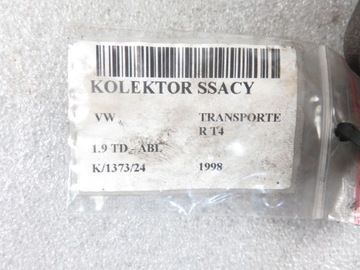 KOLEKTOR SSACY
VW TRANSPORTE
R T4
1.9 TD ABL
K/1373/24 1998